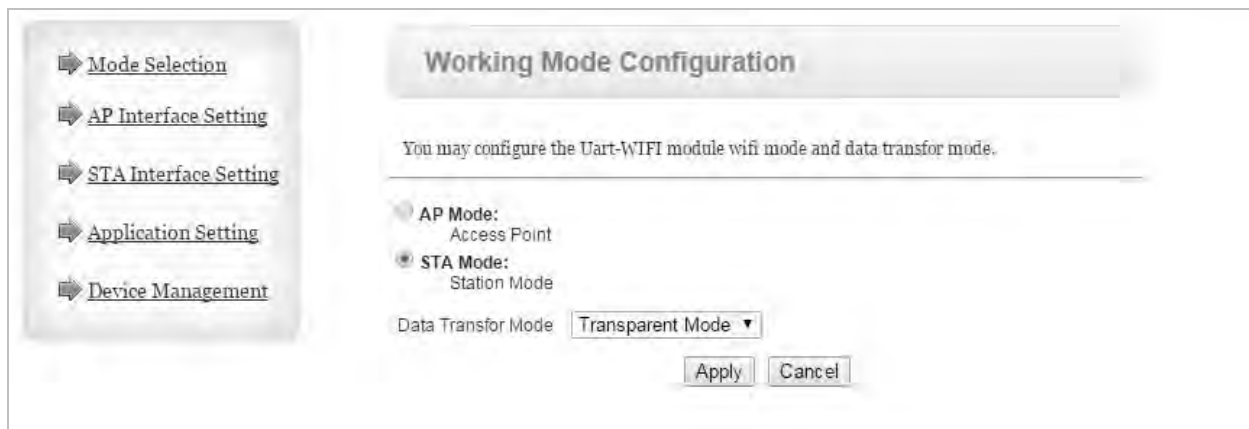 Mode Selection
AP Interface Setting
STA Interface Setting
Application Setting
Device Management
Working Mode Configuration
You may configure the Uart-WIFI module wifi mode and data transfor mode.
AP Mode:
Access Point
STA Mode:
Station Mode
Data Transfor Mode Transparent Mode
Apply Cancel